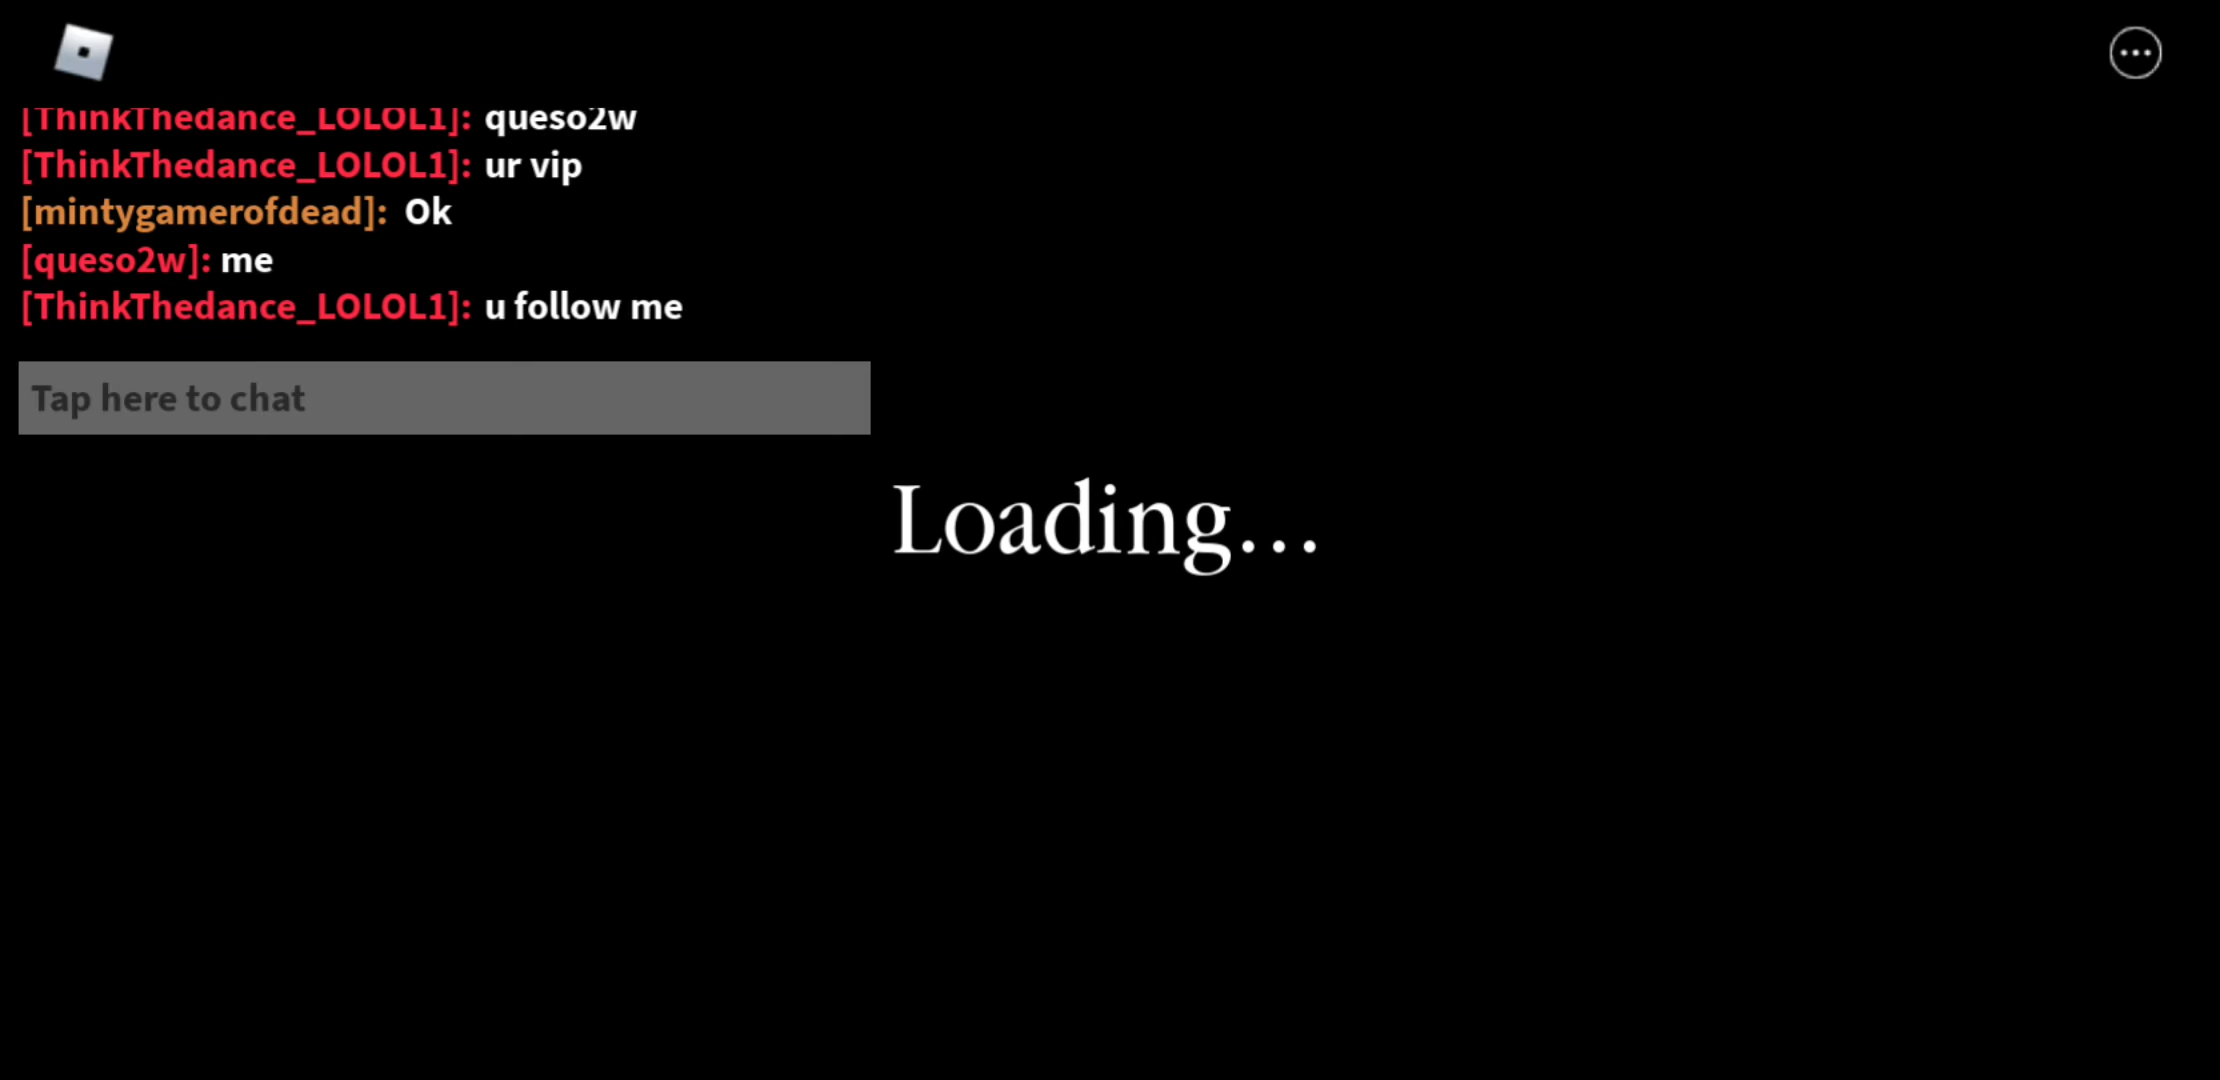 [ThinkThedance_LOLOL1]: queso2w
[ThinkThedance_LOLOL1]: ur vip
[mintygamerofdead]: Ok
[queso2w]: me
[ThinkThedance_LOLOL1]: u follow me
Tap here to chat
Loading...